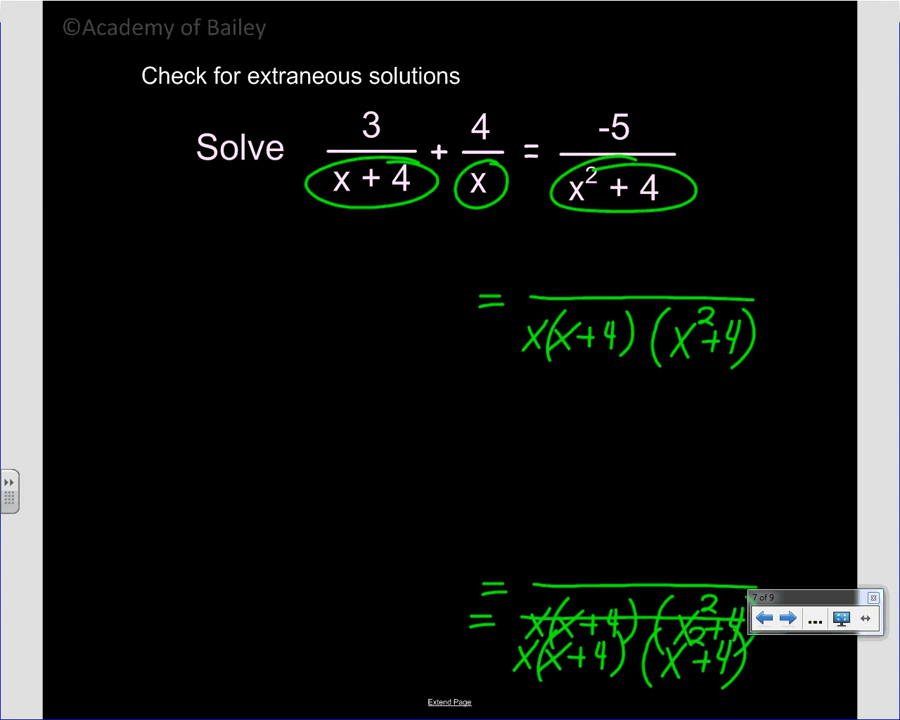 ©Academy of Bailey
Check for extraneous solutions
Solve 3/(x + 4) + 4/x = -5/(x² + 4)
= /x(x+4)(x²+4)
= /x(x+4)(x²+4)
= /x(x+4)(x²+4)
7 of 9
...
Extend Page